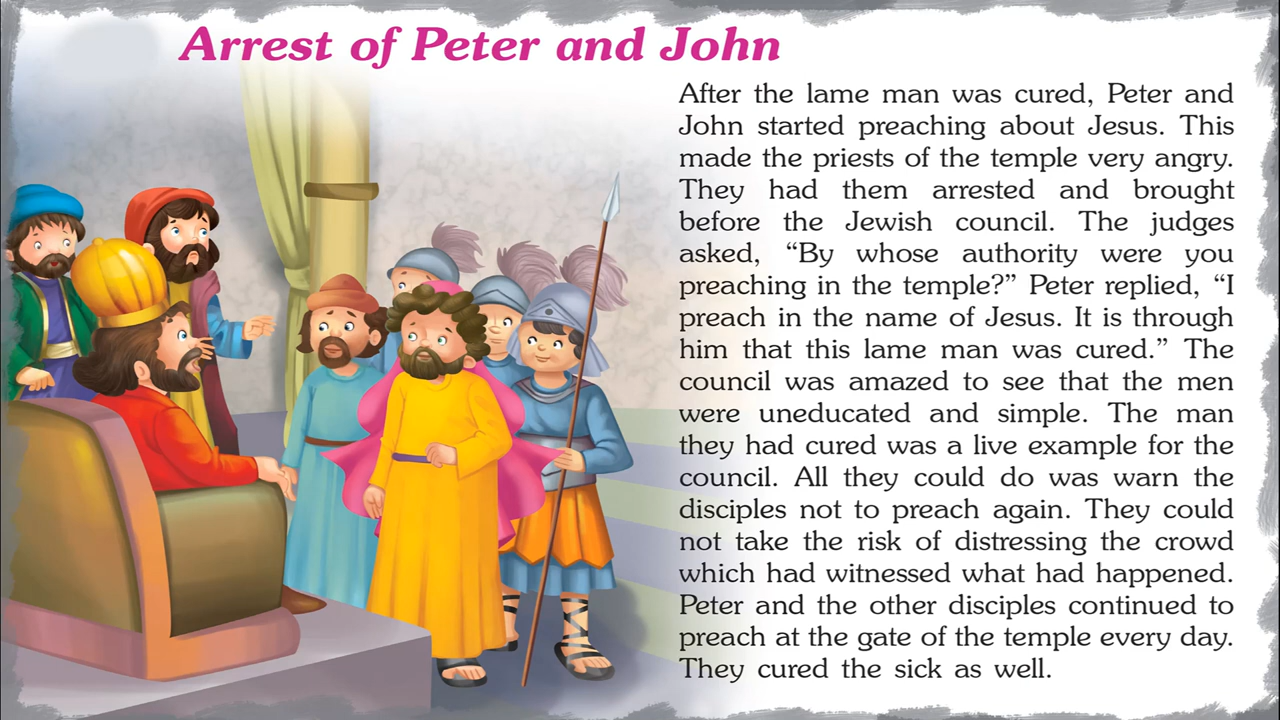 Arrest of Peter and John
After the lame man was cured, Peter and
John started preaching about Jesus. This
made the priests of the temple very angry.
They had them arrested and brought
before the Jewish council. The judges
asked, “By whose authority were you
preaching in the temple?” Peter replied, “I
preach in the name of Jesus. It is through
him that this lame man was cured.” The
council was amazed to see that the men
were uneducated and simple. The man
they had cured was a live example for the
council. All they could do was warn the
disciples not to preach again. They could
not take the risk of distressing the crowd
which had witnessed what had happened.
Peter and the other disciples continued to
preach at the gate of the temple every day.
They cured the sick as well.